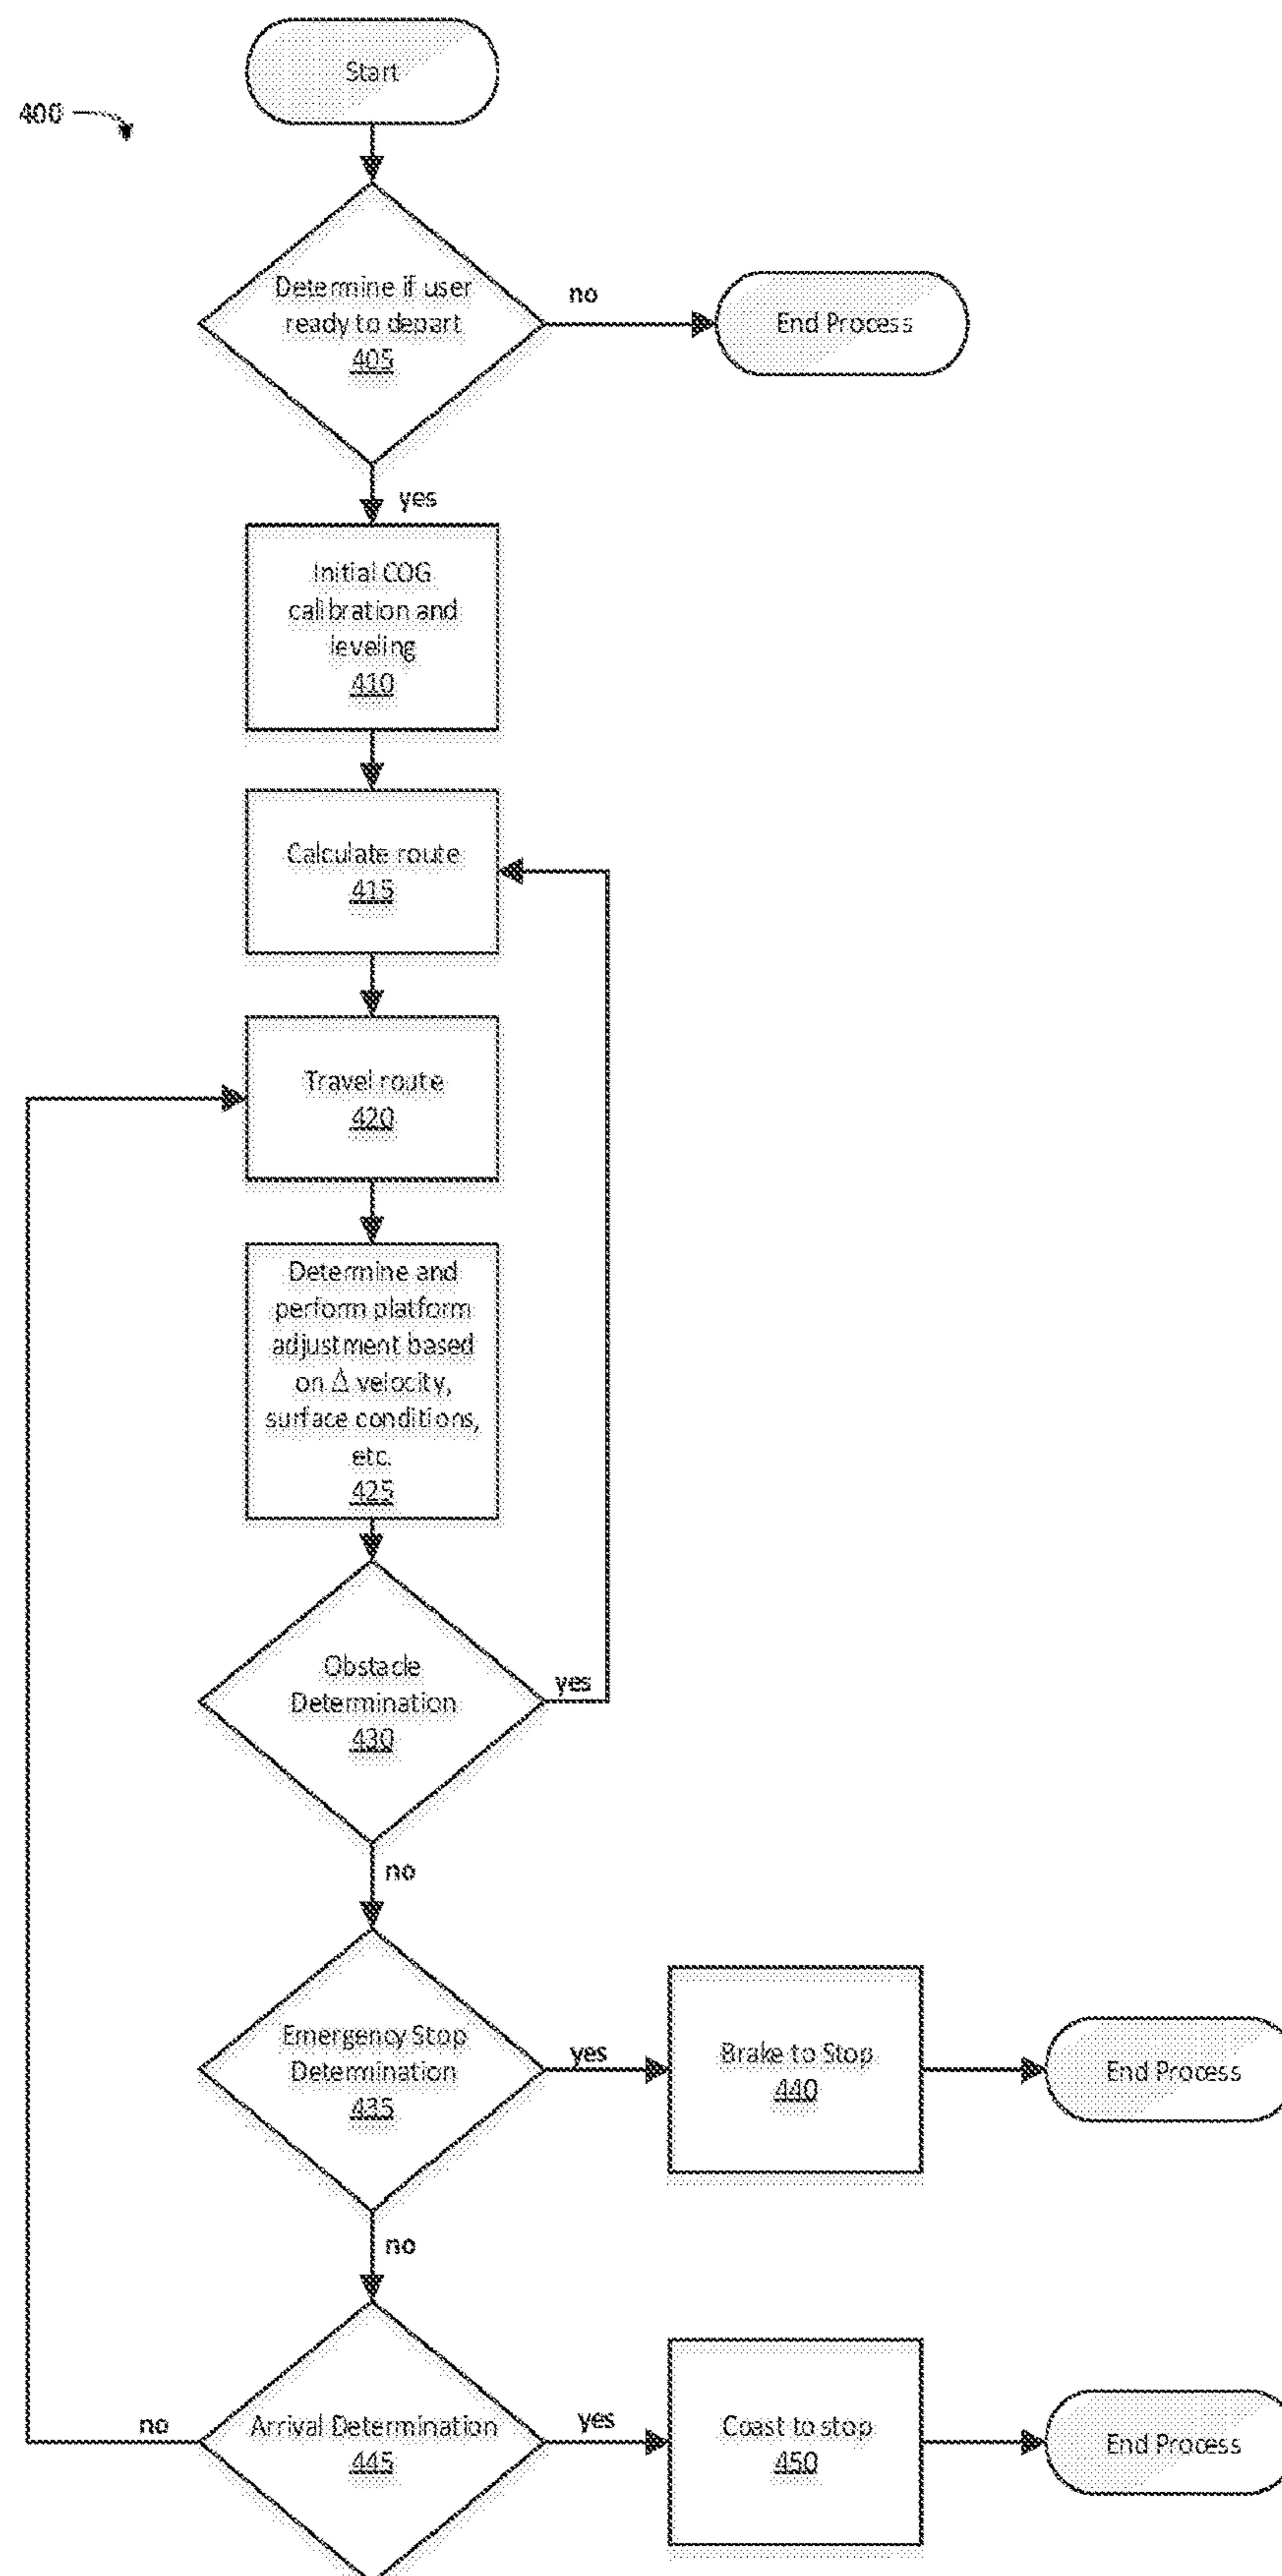 Start
400
Determine if user
ready to depart
405
no
End Process
yes
Initial COG
calibration and
leveling
410
Calculate route
415
Travel route
420
Determine and
perform platform
adjustment based
on Δ velocity,
surface conditions,
etc.
425
Obstacle
Determination
430
yes
no
Emergency Stop
Determination
435
yes
Brake to Stop
440
End Process
no
no
Arrival Determination
445
yes
Coast to stop
450
End Process